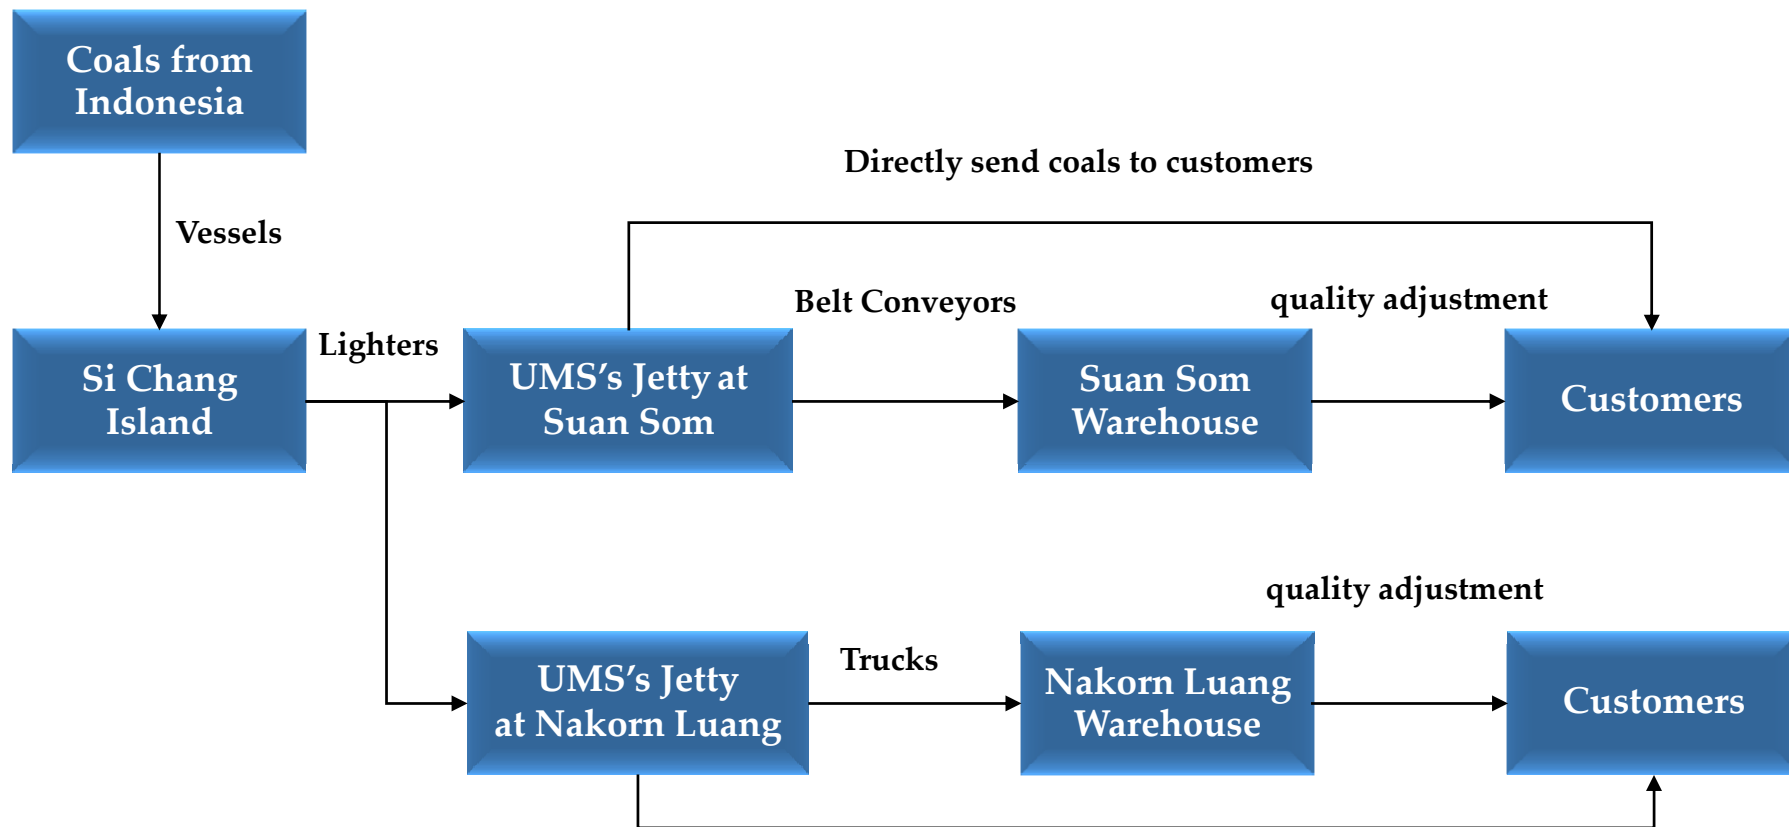 Coals from
Indonesia
Directly send coals to customers
Vessels
Belt Conveyors
quality adjustment
Lighters
Si Chang
Island
UMS's Jetty at
Suan Som
Suan Som
Warehouse
Customers
quality adjustment
Trucks
UMS's Jetty
at Nakorn Luang
Nakorn Luang
Warehouse
Customers